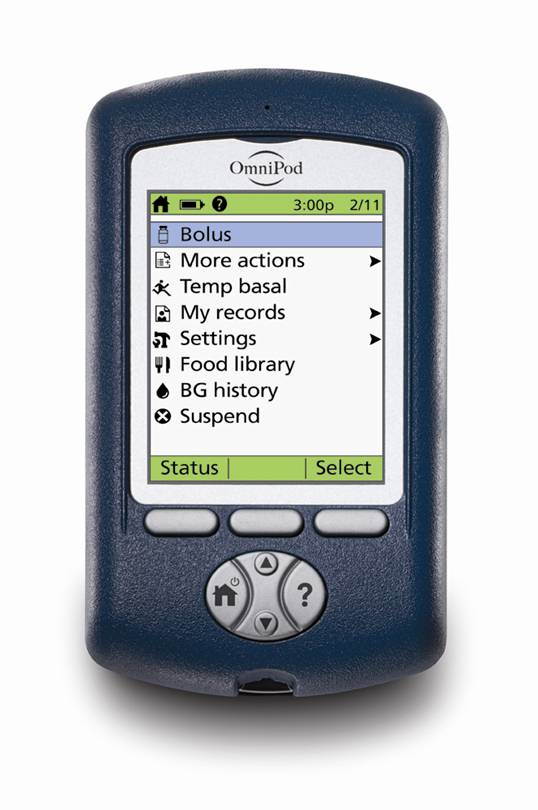 OmniPod
? 3:00p 2/11
Bolus
More actions
Temp basal
My records
Settings
Food library
BG history
Suspend
Status Select
?